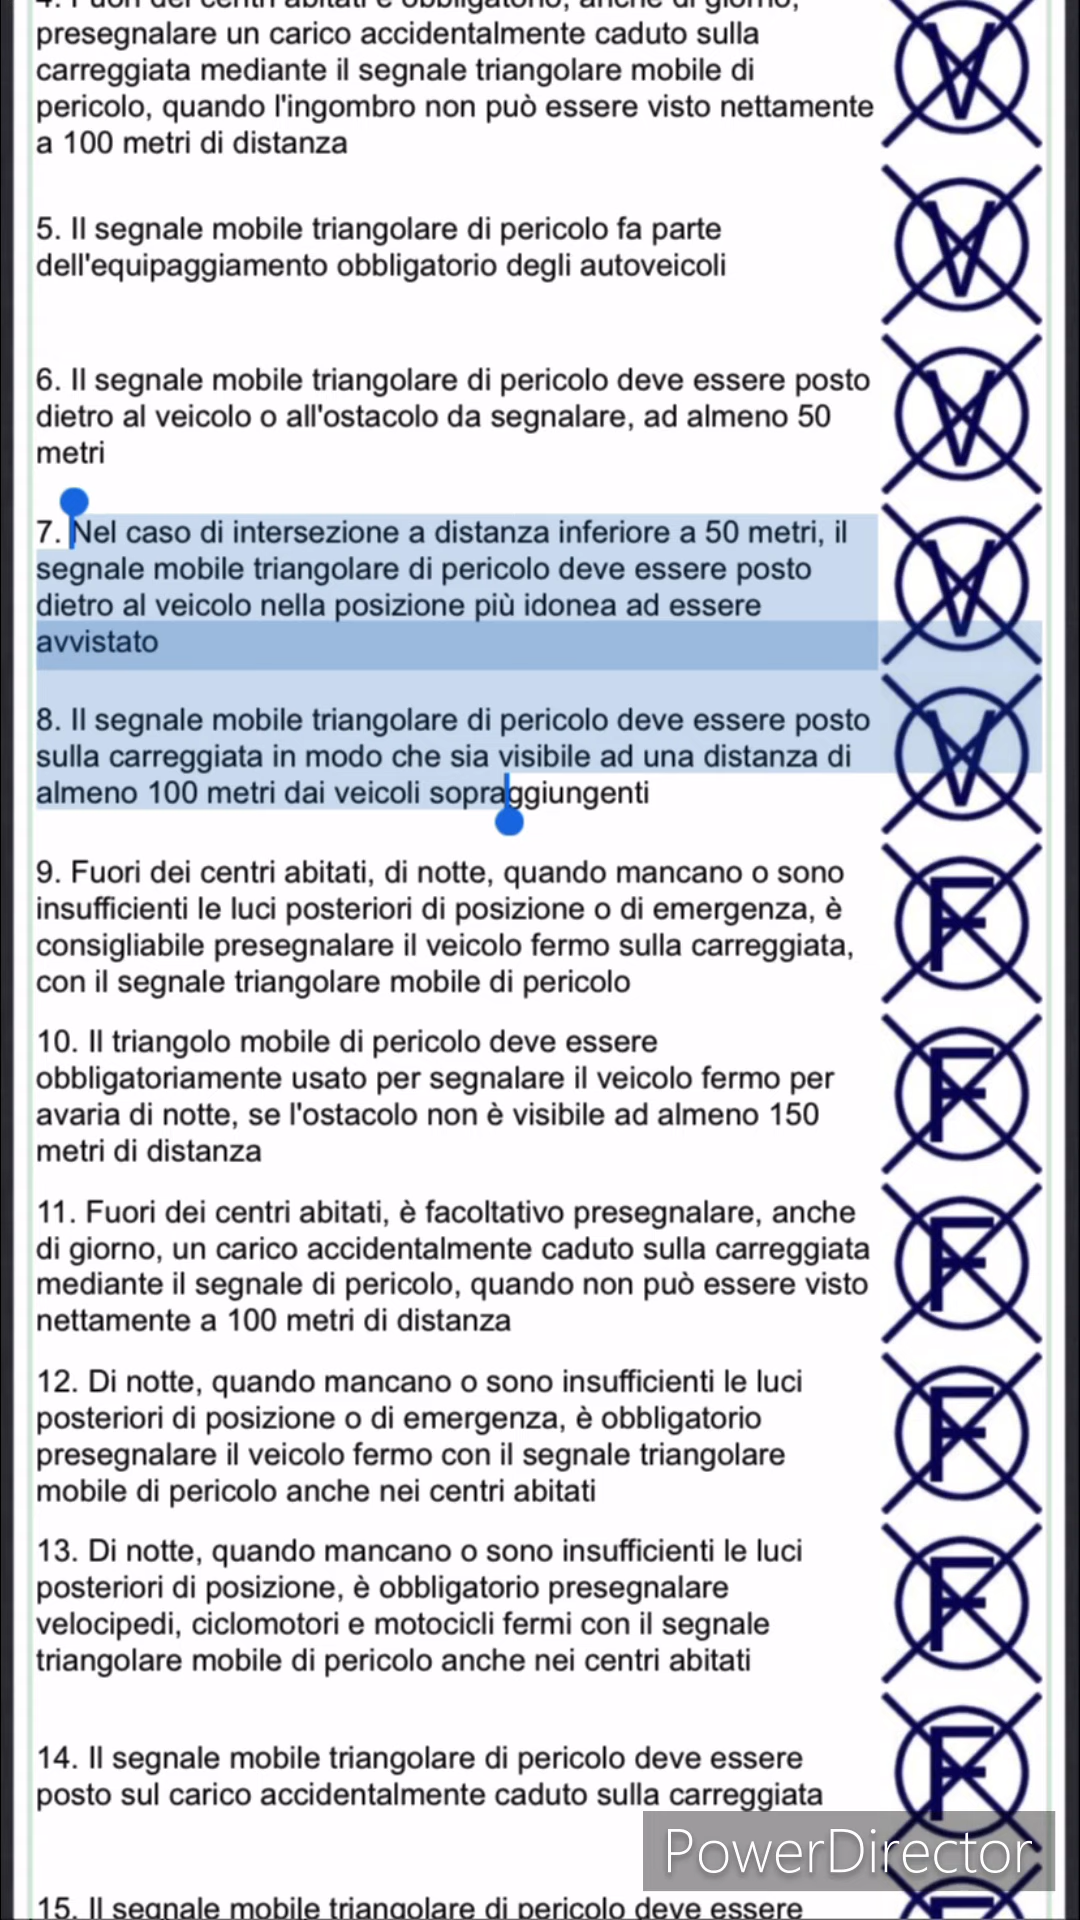 4. Fuori dei centri abitati è obbligatorio, anche di giorno,
presegnalare un carico accidentalmente caduto sulla
carreggiata mediante il segnale triangolare mobile di
pericolo, quando l'ingombro non può essere visto nettamente
a 100 metri di distanza
V
5. Il segnale mobile triangolare di pericolo fa parte
dell'equipaggiamento obbligatorio degli autoveicoli
V
6. Il segnale mobile triangolare di pericolo deve essere posto
dietro al veicolo o all'ostacolo da segnalare, ad almeno 50
metri
V
7. Nel caso di intersezione a distanza inferiore a 50 metri, il
segnale mobile triangolare di pericolo deve essere posto
dietro al veicolo nella posizione più idonea ad essere
avvistato
V
8. Il segnale mobile triangolare di pericolo deve essere posto
sulla carreggiata in modo che sia visibile ad una distanza di
almeno 100 metri dai veicoli sopraggiungenti
V
9. Fuori dei centri abitati, di notte, quando mancano o sono
insufficienti le luci posteriori di posizione o di emergenza, è
consigliabile presegnalare il veicolo fermo sulla carreggiata,
con il segnale triangolare mobile di pericolo
F
10. Il triangolo mobile di pericolo deve essere
obbligatoriamente usato per segnalare il veicolo fermo per
avaria di notte, se l'ostacolo non è visibile ad almeno 150
metri di distanza
F
11. Fuori dei centri abitati, è facoltativo presegnalare, anche
di giorno, un carico accidentalmente caduto sulla carreggiata
mediante il segnale di pericolo, quando non può essere visto
nettamente a 100 metri di distanza
F
12. Di notte, quando mancano o sono insufficienti le luci
posteriori di posizione o di emergenza, è obbligatorio
presegnalare il veicolo fermo con il segnale triangolare
mobile di pericolo anche nei centri abitati
F
13. Di notte, quando mancano o sono insufficienti le luci
posteriori di posizione, è obbligatorio presegnalare
velocipedi, ciclomotori e motocicli fermi con il segnale
triangolare mobile di pericolo anche nei centri abitati
F
14. Il segnale mobile triangolare di pericolo deve essere
posto sul carico accidentalmente caduto sulla carreggiata
F
PowerDirector
15. Il segnale mobile triangolare di pericolo deve essere
F